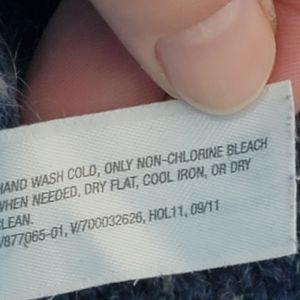 HAND WASH COLD, ONLY NON-CHLORINE BLEACH
WHEN NEEDED, DRY FLAT, COOL IRON, OR DRY
CLEAN.
/877065-01, V/700032626, HOL11, 09/11